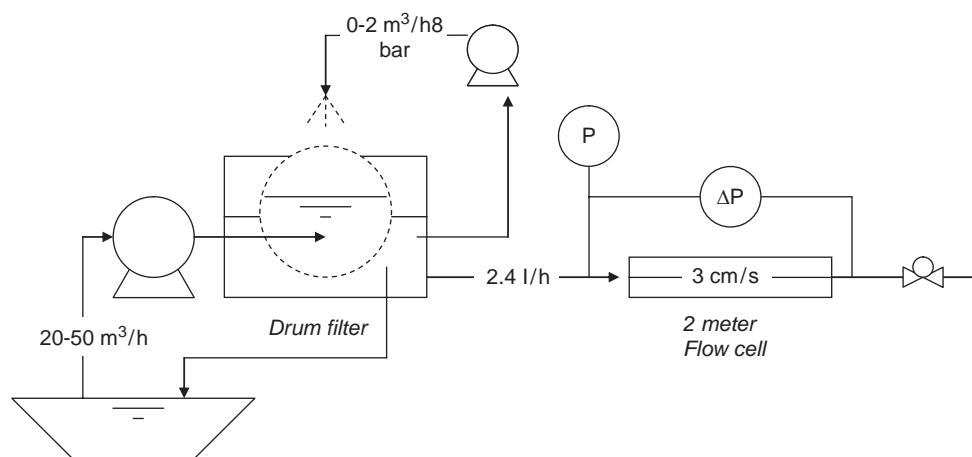 0-2 m³/h8
bar
P
ΔP
2.4 l/h
3 cm/s
Drum filter
20-50 m³/h
2 meter
Flow cell